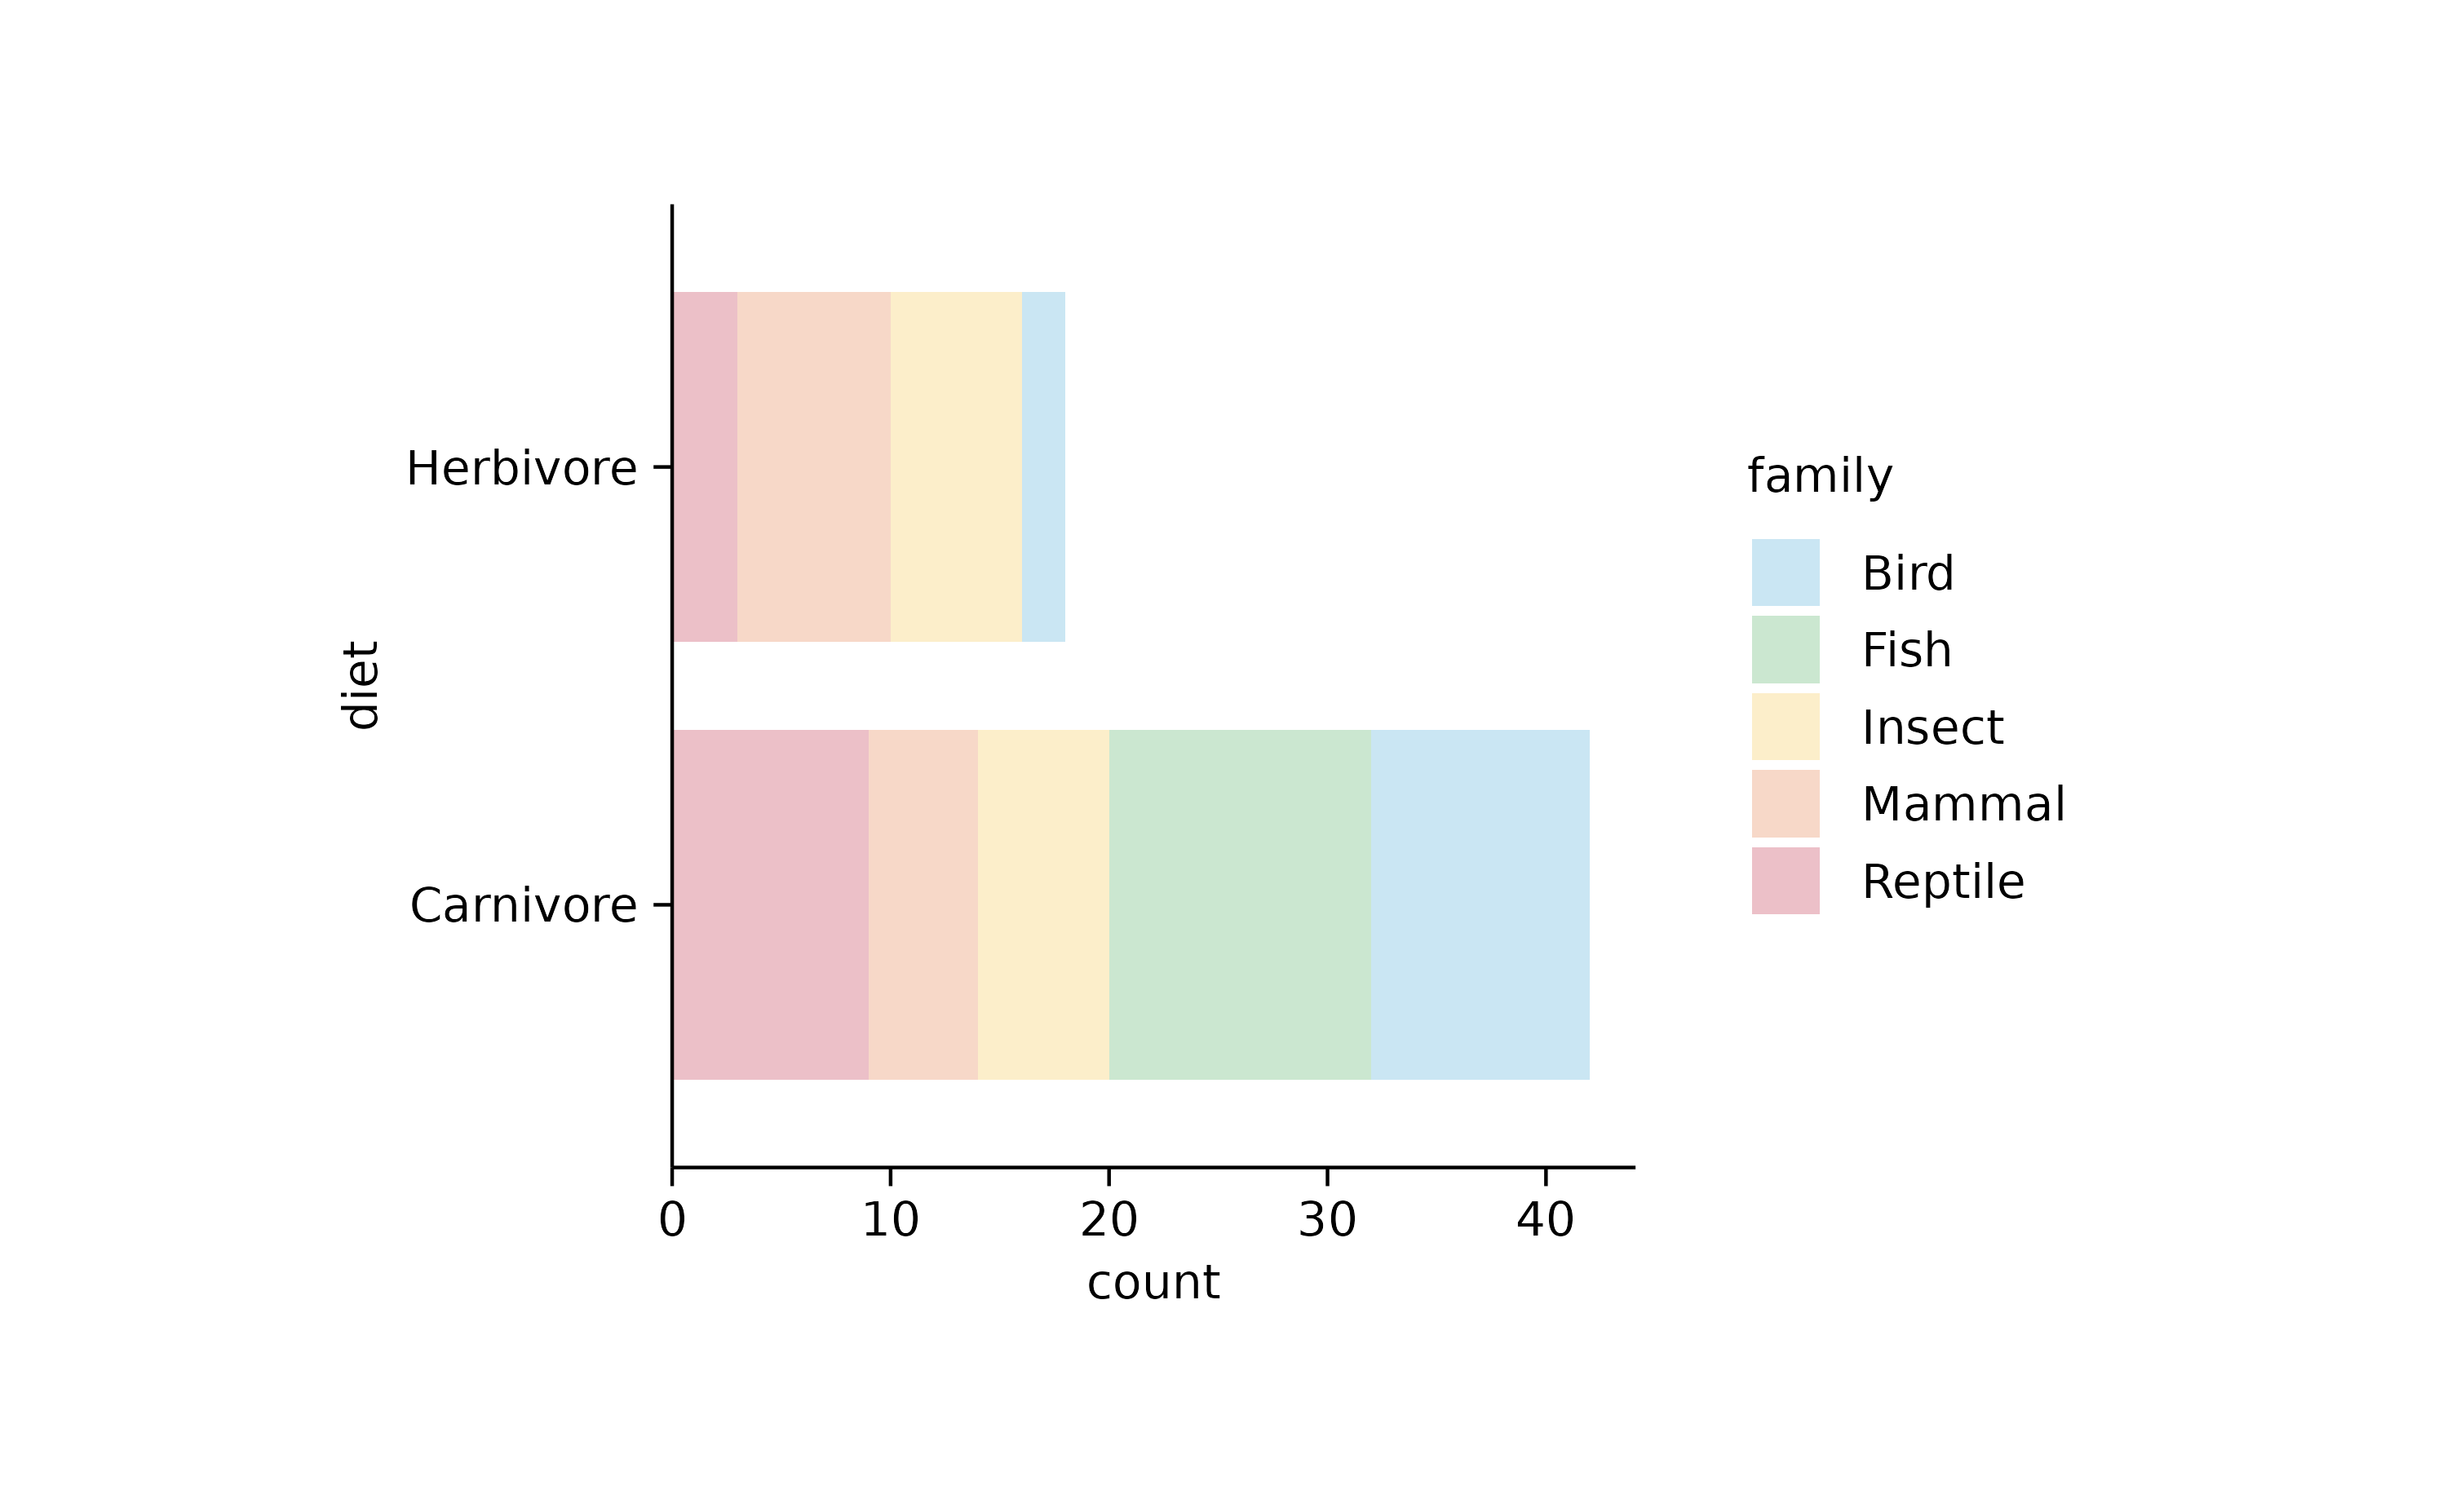 Herbivore
Carnivore
diet
0 10 20 30 40
count
family
Bird
Fish
Insect
Mammal
Reptile